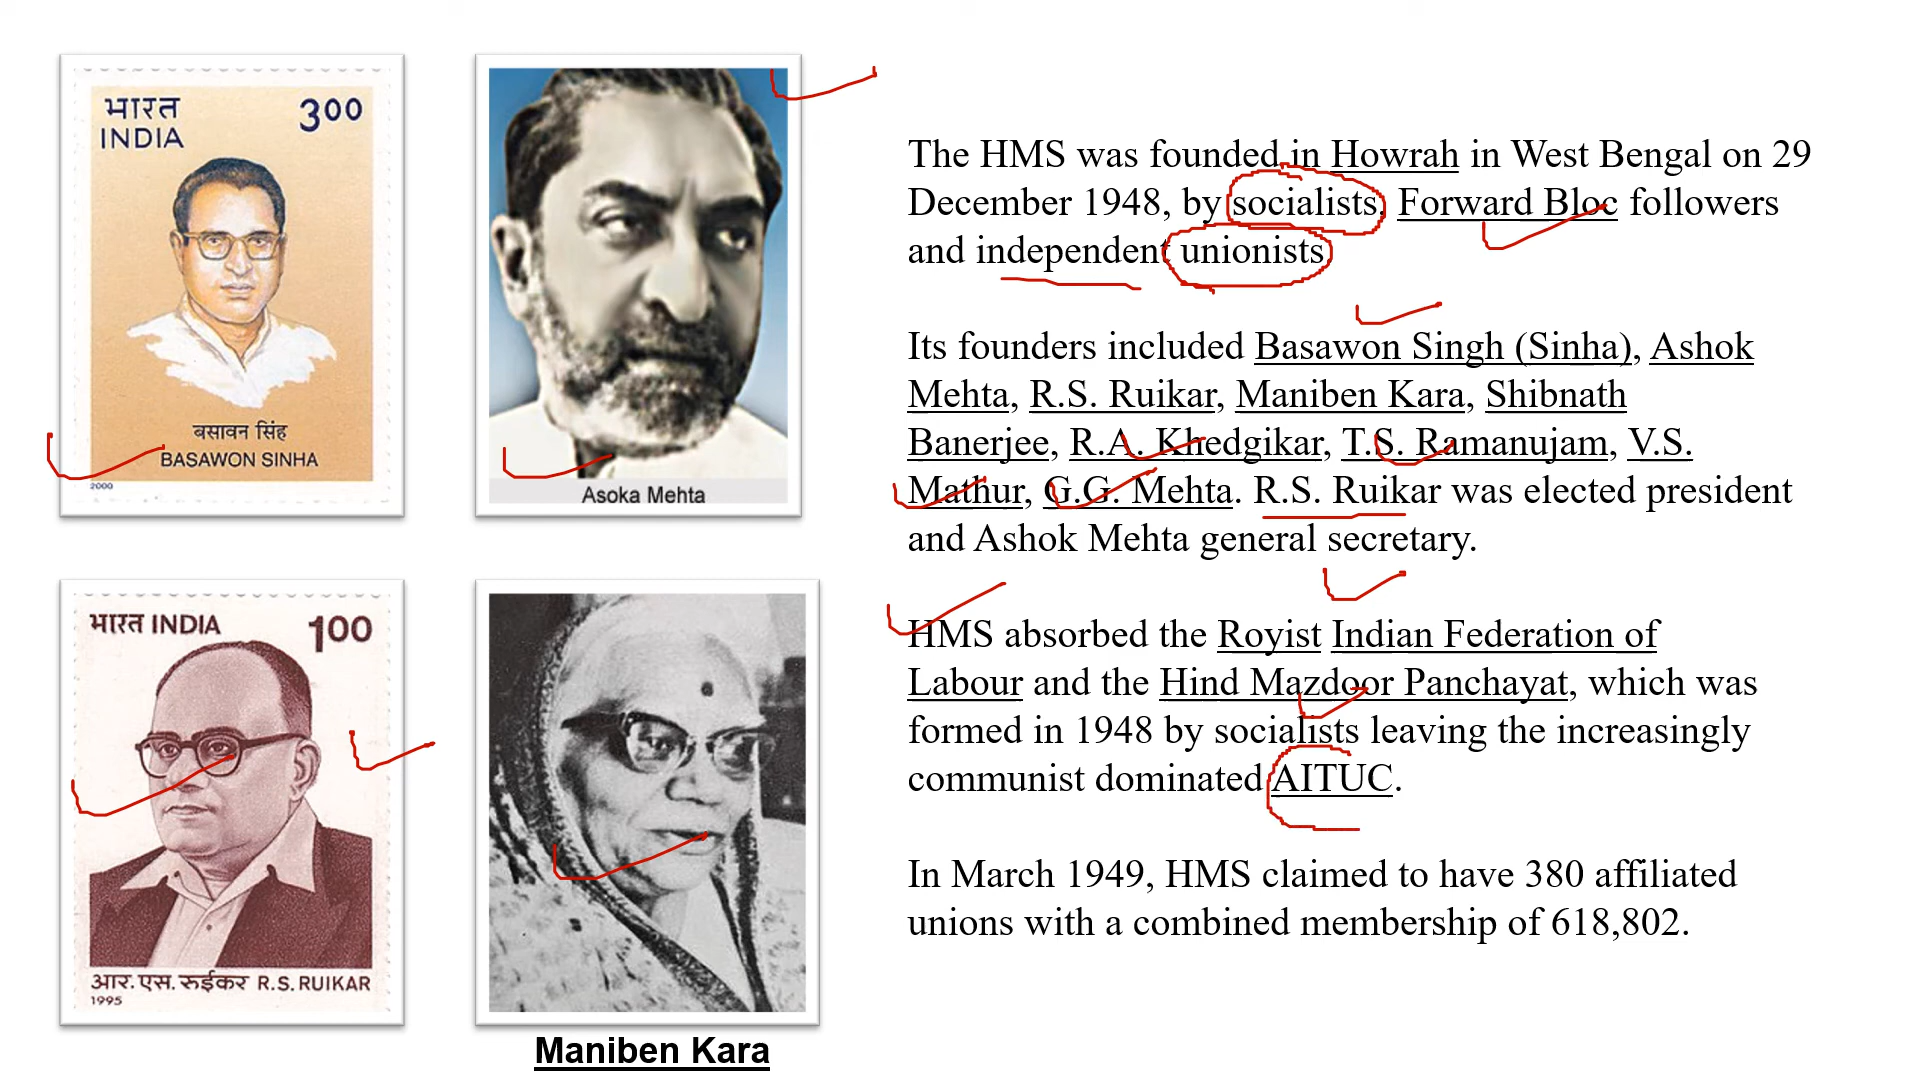 भारत
INDIA
3.00
बसावन सिंह
BASAWON SINHA
2000
Asoka Mehta
भारत INDIA
1.00
आर. एस. रुईकर R.S. RUIKAR
1995
Maniben Kara
The HMS was founded in Howrah in West Bengal on 29
December 1948, by socialists, Forward Bloc followers
and independent unionists.
Its founders included Basawon Singh (Sinha), Ashok
Mehta, R.S. Ruikar, Maniben Kara, Shibnath
Banerjee, R.A. Khedgikar, T.S. Ramanujam, V.S.
Mathur, G.G. Mehta. R.S. Ruikar was elected president
and Ashok Mehta general secretary.
HMS absorbed the Royist Indian Federation of
Labour and the Hind Mazdoor Panchayat, which was
formed in 1948 by socialists leaving the increasingly
communist dominated AITUC.
In March 1949, HMS claimed to have 380 affiliated
unions with a combined membership of 618,802.